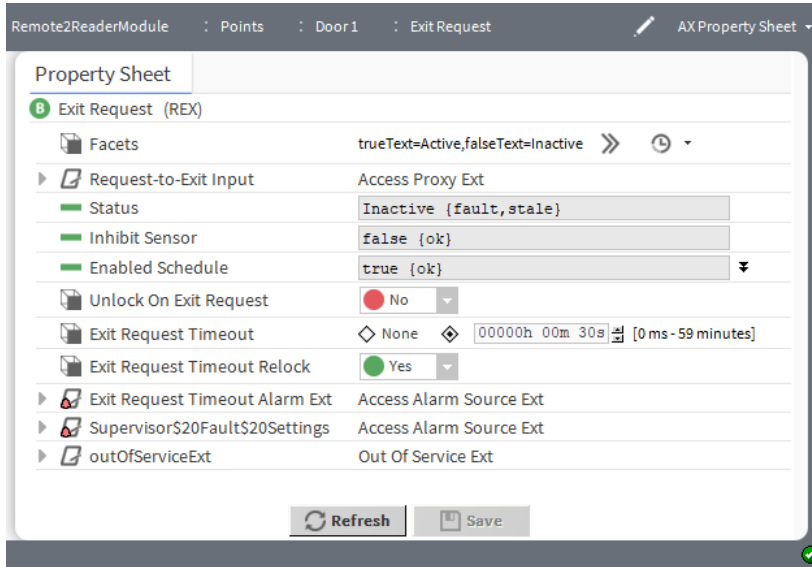 Remote2ReaderModule : Points : Door 1 : Exit Request AX Property Sheet
Property Sheet
B Exit Request (REX)
Facets trueText=Active,falseText=Inactive
Request-to-Exit Input Access Proxy Ext
Status Inactive {fault,stale}
Inhibit Sensor false {ok}
Enabled Schedule true {ok}
Unlock On Exit Request No
Exit Request Timeout None 00000h 00m 30s [0 ms - 59 minutes]
Exit Request Timeout Relock Yes
Exit Request Timeout Alarm Ext Access Alarm Source Ext
Supervisor$20Fault$20Settings Access Alarm Source Ext
outOfServiceExt Out Of Service Ext
Refresh Save